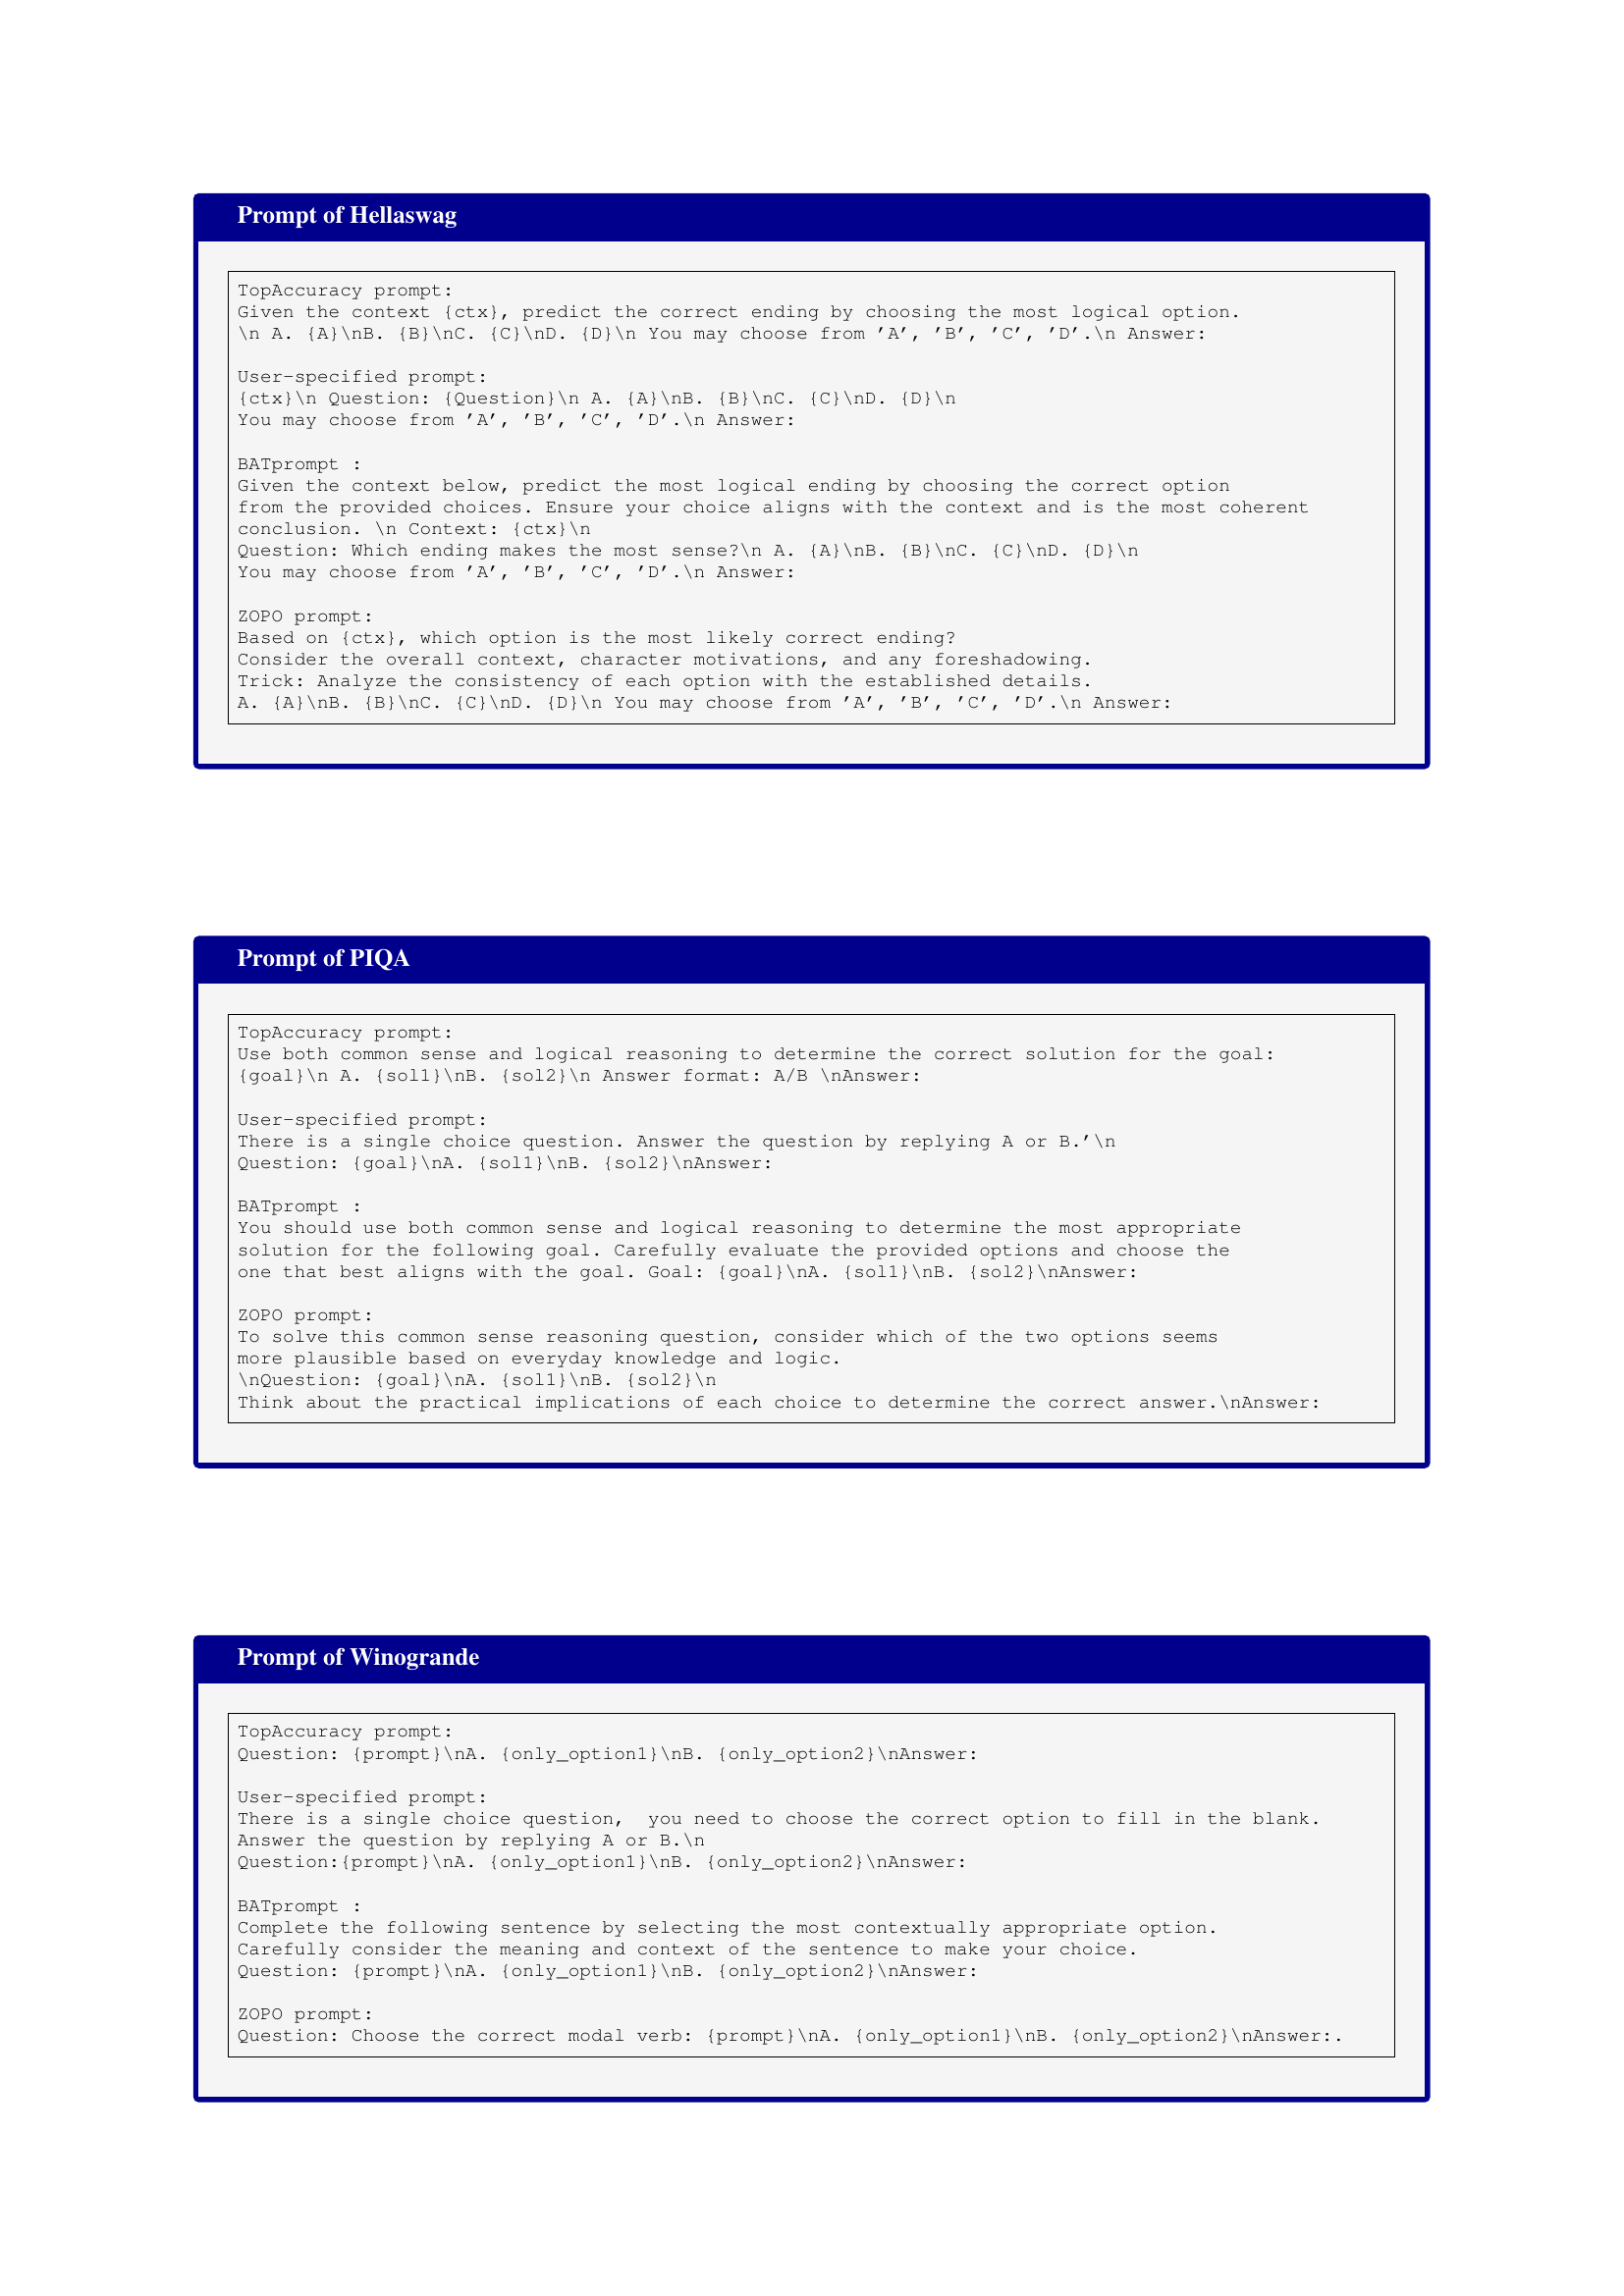 Prompt of Hellaswag
TopAccuracy prompt:
Given the context {ctx}, predict the correct ending by choosing the most logical option.
\n A. {A}\nB. {B}\nC. {C}\nD. {D}\n You may choose from ’A’, ’B’, ’C’, ’D’.\n Answer:
User-specified prompt:
{ctx}\n Question: {Question}\n A. {A}\nB. {B}\nC. {C}\nD. {D}\n
You may choose from ’A’, ’B’, ’C’, ’D’.\n Answer:
BATprompt :
Given the context below, predict the most logical ending by choosing the correct option
from the provided choices. Ensure your choice aligns with the context and is the most coherent
conclusion. \n Context: {ctx}\n
Question: Which ending makes the most sense?\n A. {A}\nB. {B}\nC. {C}\nD. {D}\n
You may choose from ’A’, ’B’, ’C’, ’D’.\n Answer:
ZOPO prompt:
Based on {ctx}, which option is the most likely correct ending?
Consider the overall context, character motivations, and any foreshadowing.
Trick: Analyze the consistency of each option with the established details.
A. {A}\nB. {B}\nC. {C}\nD. {D}\n You may choose from ’A’, ’B’, ’C’, ’D’.\n Answer:
Prompt of PIQA
TopAccuracy prompt:
Use both common sense and logical reasoning to determine the correct solution for the goal:
{goal}\n A. {sol1}\nB. {sol2}\n Answer format: A/B \nAnswer:
User-specified prompt:
There is a single choice question. Answer the question by replying A or B.’\n
Question: {goal}\nA. {sol1}\nB. {sol2}\nAnswer:
BATprompt :
You should use both common sense and logical reasoning to determine the most appropriate
solution for the following goal. Carefully evaluate the provided options and choose the
one that best aligns with the goal. Goal: {goal}\nA. {sol1}\nB. {sol2}\nAnswer:
ZOPO prompt:
To solve this common sense reasoning question, consider which of the two options seems
more plausible based on everyday knowledge and logic.
\nQuestion: {goal}\nA. {sol1}\nB. {sol2}\n
Think about the practical implications of each choice to determine the correct answer.\nAnswer:
Prompt of Winogrande
TopAccuracy prompt:
Question: {prompt}\nA. {only_option1}\nB. {only_option2}\nAnswer:
User-specified prompt:
There is a single choice question,  you need to choose the correct option to fill in the blank.
Answer the question by replying A or B.\n
Question:{prompt}\nA. {only_option1}\nB. {only_option2}\nAnswer:
BATprompt :
Complete the following sentence by selecting the most contextually appropriate option.
Carefully consider the meaning and context of the sentence to make your choice.
Question: {prompt}\nA. {only_option1}\nB. {only_option2}\nAnswer:
ZOPO prompt:
Question: Choose the correct modal verb: {prompt}\nA. {only_option1}\nB. {only_option2}\nAnswer:.